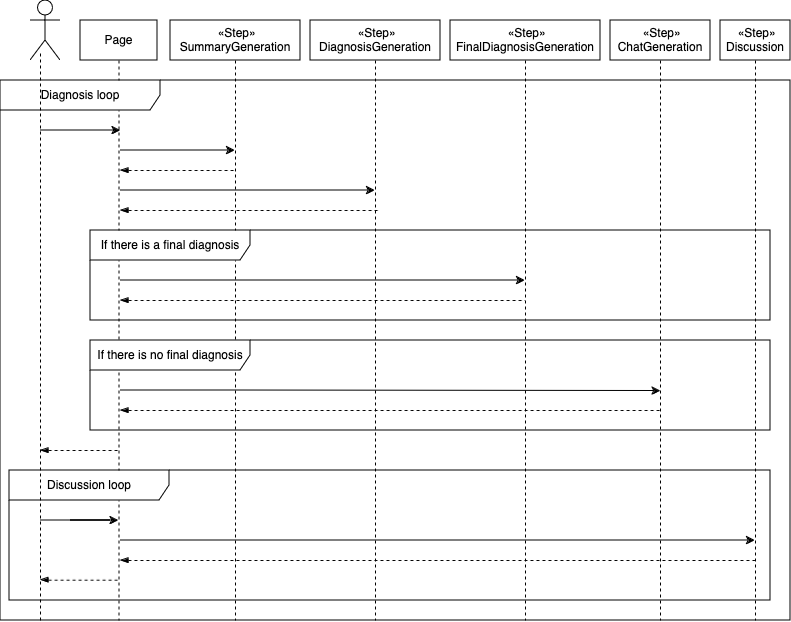 Page
«Step»
SummaryGeneration
«Step»
DiagnosisGeneration
«Step»
FinalDiagnosisGeneration
«Step»
ChatGeneration
«Step»
Discussion
Diagnosis loop
If there is a final diagnosis
If there is no final diagnosis
Discussion loop